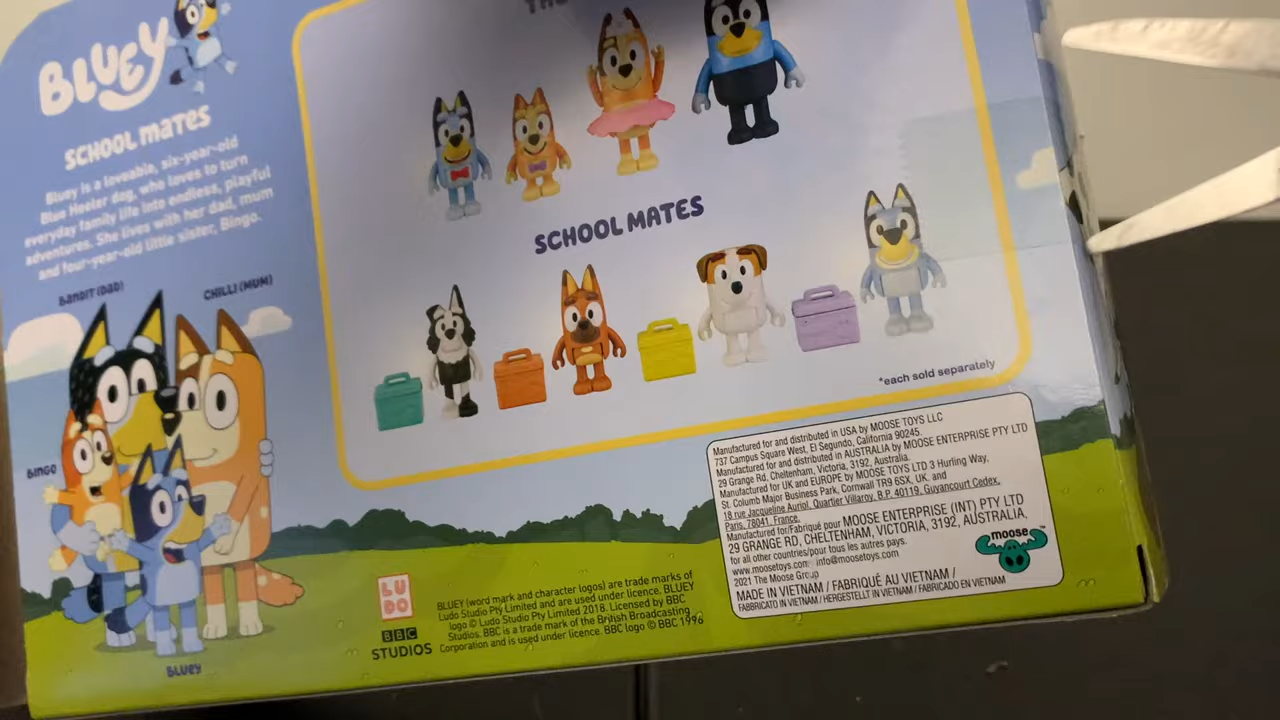 BLUEY
SCHOOL MATES
Bluey is a loveable, six-year-old
Blue Heeler dog, who loves to turn
everyday family life into endless, playful
adventures. She lives with her dad, mum
and four-year-old little sister, Bingo.
BANDIT (DAD)
CHILLI (MUM)
BINGO
BLUEY
SCHOOL MATES
*each sold separately
LUDO
BBC
STUDIOS
BLUEY (word mark and character logos) are trade marks of
Ludo Studio Pty Limited and are used under licence. BLUEY
logo © Ludo Studio Pty Limited 2018. Licensed by BBC
Studios. BBC is a trade mark of the British Broadcasting
Corporation and is used under licence. BBC logo © BBC 1996
Manufactured for and distributed in USA by MOOSE TOYS LLC
737 Campus Square West, El Segundo, California 90245.
Manufactured for and distributed in AUSTRALIA by MOOSE ENTERPRISE PTY LTD
29 Grange Rd, Cheltenham, Victoria, 3192, Australia.
Manufactured for UK and EUROPE by MOOSE TOYS LTD 3 Hurling Way,
St. Columb Major Business Park, Cornwall TR9 6SX, UK. and
18 rue Jacqueline Auriol, Quartier Villaroy, B.P. 40119, Guyancourt Cedex,
Paris, 78041, France.
Manufactured for/Fabriqué pour MOOSE ENTERPRISE (INT) PTY LTD
29 GRANGE RD, CHELTENHAM, VICTORIA, 3192, AUSTRALIA,
for all other countries/pour tous les autres pays.
www.moosetoys.com info@moosetoys.com
2021 The Moose Group
MADE IN VIETNAM / FABRIQUÉ AU VIETNAM /
FABBRICATO IN VIETNAM / HERGESTELLT IN VIETNAM / FABRICADO EN VIETNAM
moose™